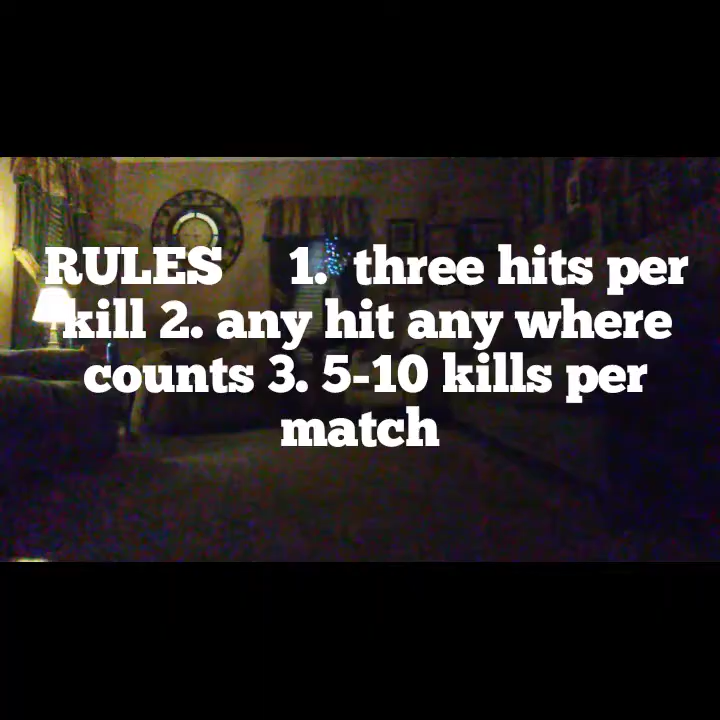 RULES 1. three hits per
kill 2. any hit any where
counts 3. 5-10 kills per
match